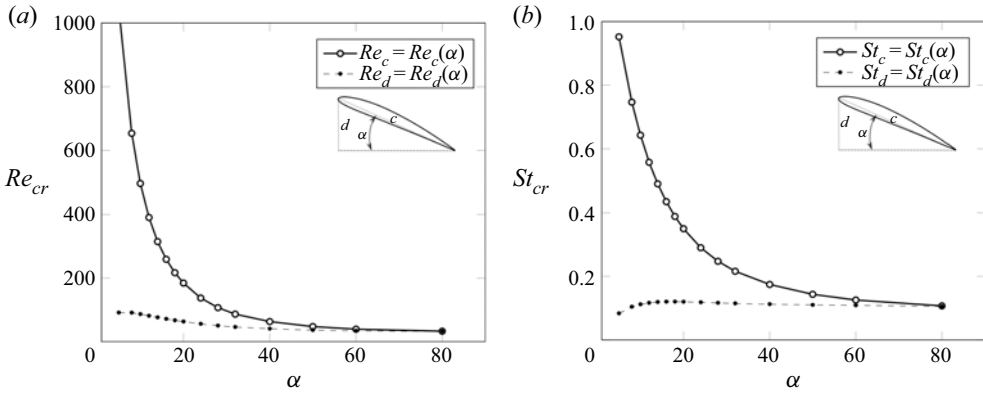 (a)
1000
800
600
400
200
0
20
40
60
80
Re_cr
α
Re_c = Re_c(α)
Re_d = Re_d(α)
d
c
α
(b)
1.0
0.8
0.6
0.4
0.2
0
20
40
60
80
St_cr
α
St_c = St_c(α)
St_d = St_d(α)
d
c
α